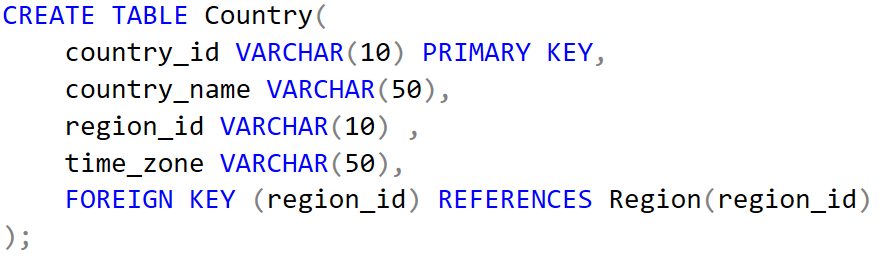 CREATE TABLE Country(
    country_id VARCHAR(10) PRIMARY KEY,
    country_name VARCHAR(50),
    region_id VARCHAR(10) ,
    time_zone VARCHAR(50),
    FOREIGN KEY (region_id) REFERENCES Region(region_id)
);